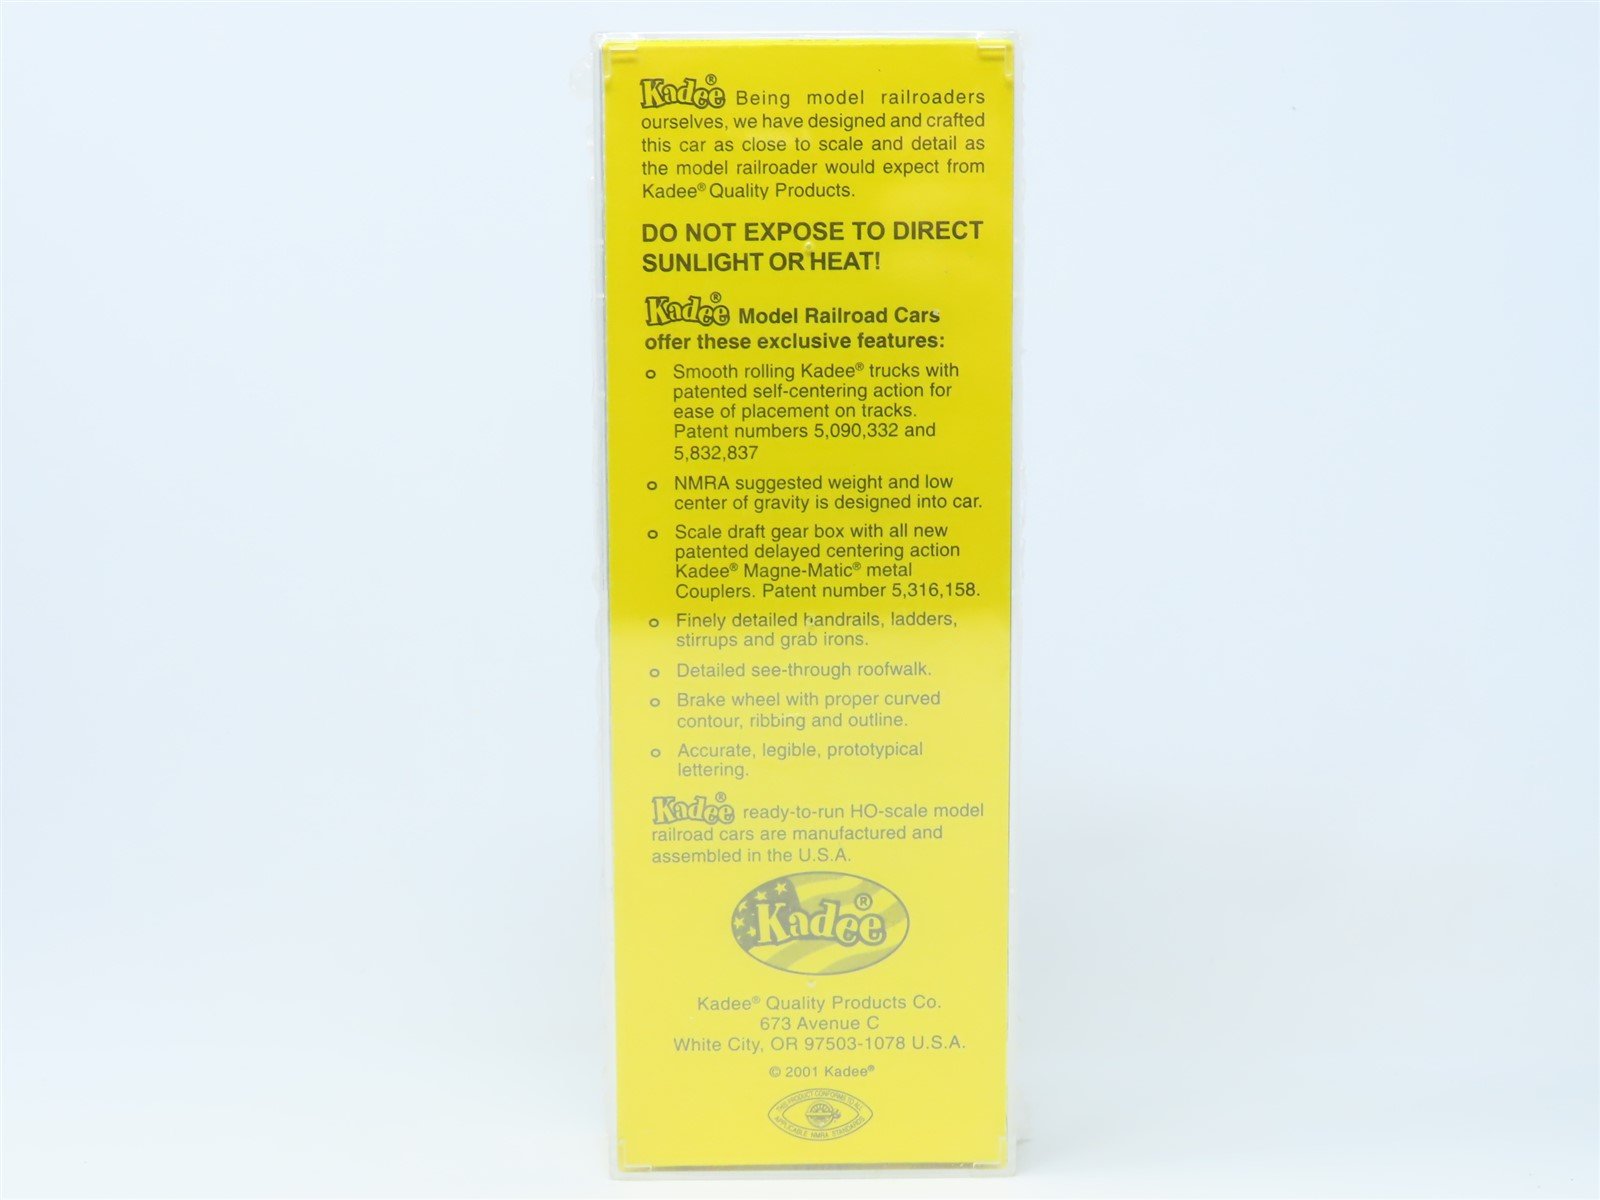 Kadee® Being model railroaders
ourselves, we have designed and crafted
this car as close to scale and detail as
the model railroader would expect from
Kadee® Quality Products.
DO NOT EXPOSE TO DIRECT
SUNLIGHT OR HEAT!
Kadee® Model Railroad Cars
offer these exclusive features:
o Smooth rolling Kadee® trucks with
patented self-centering action for
ease of placement on tracks.
Patent numbers 5,090,332 and
5,832,837
o NMRA suggested weight and low
center of gravity is designed into car.
o Scale draft gear box with all new
patented delayed centering action
Kadee® Magne-Matic® metal
Couplers. Patent number 5,316,158.
o Finely detailed handrails, ladders,
stirrups and grab irons.
o Detailed see-through roofwalk.
o Brake wheel with proper curved
contour, ribbing and outline.
o Accurate, legible, prototypical
lettering.
Kadee® ready-to-run HO-scale model
railroad cars are manufactured and
assembled in the U.S.A.
Kadee®
Kadee® Quality Products Co.
673 Avenue C
White City, OR 97503-1078 U.S.A.
© 2001 Kadee®
THIS PRODUCT CONFORMS TO ALL
APPLICABLE NMRA STANDARDS